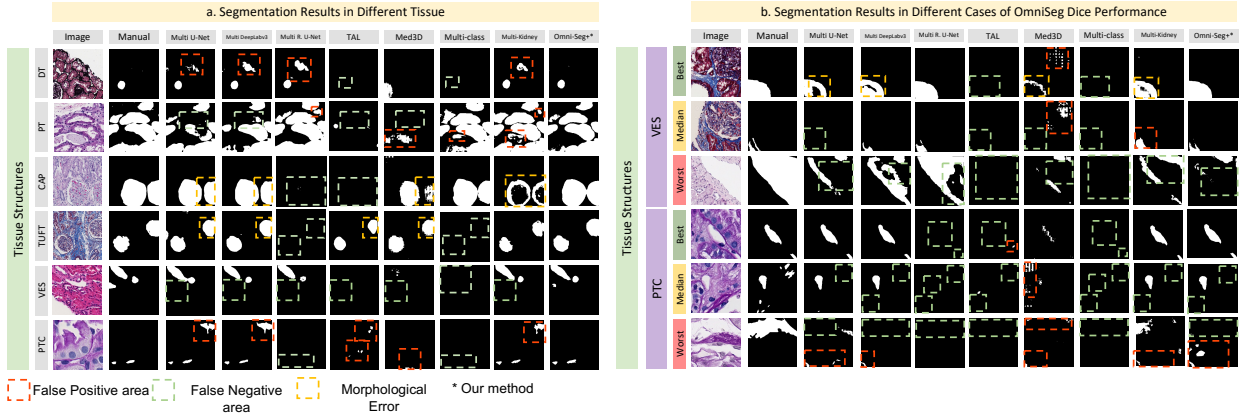 a. Segmentation Results in Different Tissue
Image Manual Multi U-Net Multi DeepLabv3 Multi R. U-Net TAL Med3D Multi-class Multi-Kidney Omni-Seg+*
Tissue Structures
DT
PT
CAP
TUFT
VES
PTC
False Positive area
False Negative
area
Morphological
Error
* Our method
b. Segmentation Results in Different Cases of OmniSeg Dice Performance
Image Manual Multi U-Net Multi DeepLabv3 Multi R. U-Net TAL Med3D Multi-class Multi-Kidney Omni-Seg+*
Tissue Structures
VES
Best
Median
Worst
PTC
Best
Median
Worst